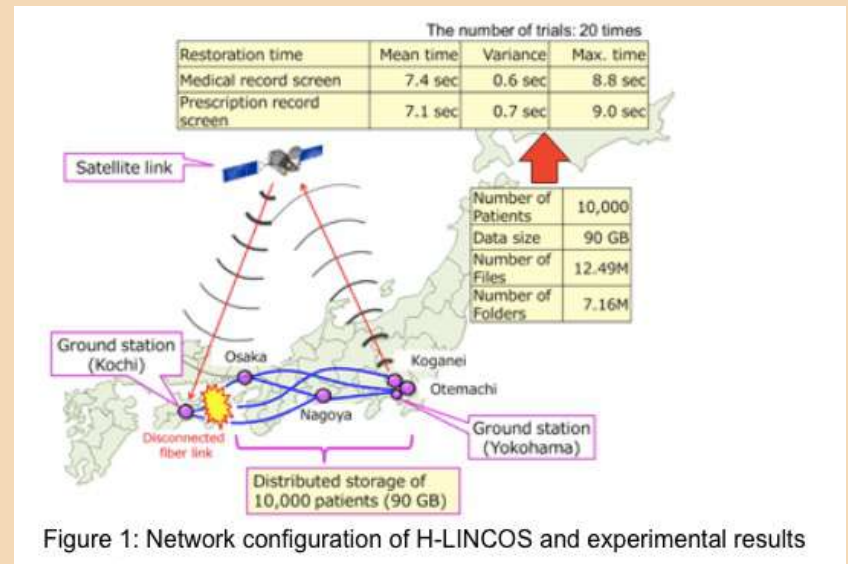 The number of trials: 20 times
Restoration time Mean time Variance Max. time
Medical record screen 7.4 sec 0.6 sec 8.8 sec
Prescription record
screen 7.1 sec 0.7 sec 9.0 sec
Satellite link
Number of
Patients 10,000
Data size 90 GB
Number of
Files 12.49M
Number of
Folders 7.16M
Ground station
(Kochi)
Osaka
Koganei
Otemachi
Nagoya
Disconnected
fiber link
Ground station
(Yokohama)
Distributed storage of
10,000 patients (90 GB)
Figure 1: Network configuration of H-LINCOS and experimental results